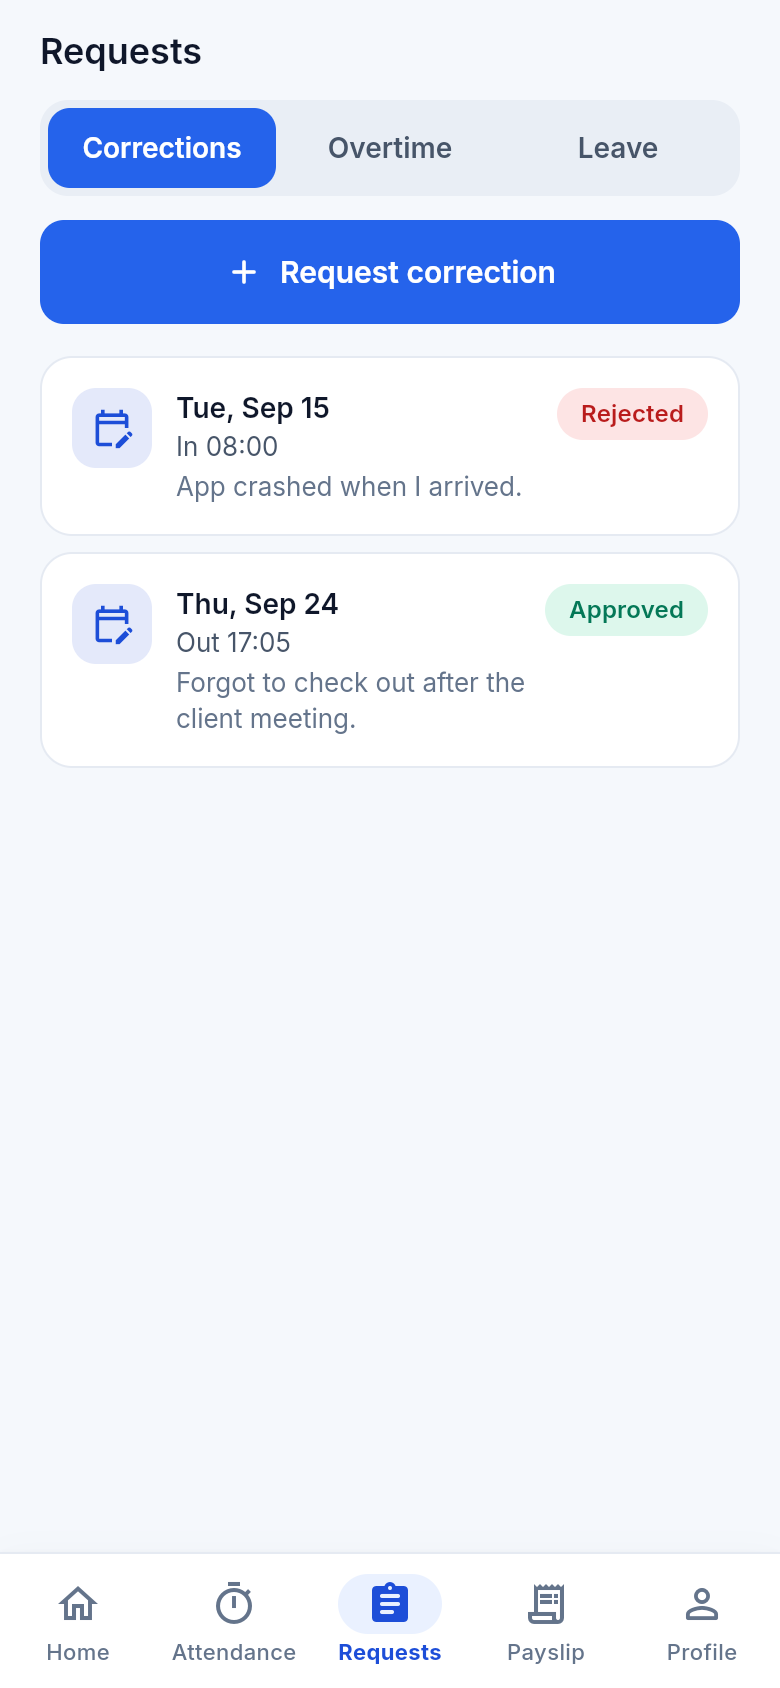 Requests
Corrections
Overtime
Leave
Request correction
Tue, Sep 15
Rejected
In 08:00
App crashed when I arrived.
Thu, Sep 24
Approved
Out 17:05
Forgot to check out after the
client meeting.
Home
Attendance
Requests
Payslip
Profile